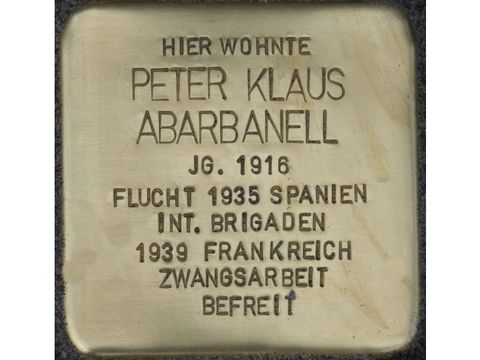 HIER WOHNTE
PETER KLAUS
ABARBANELL
JG. 1916
FLUCHT 1935 SPANIEN
INT. BRIGADEN
1939 FRANKREICH
ZWANGSARBEIT
BEFREIT